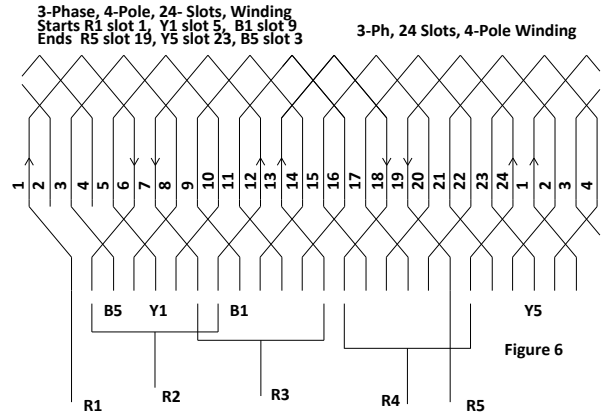 3-Phase, 4-Pole, 24- Slots, Winding
Starts R1 slot 1, Y1 slot 5, B1 slot 9
Ends R5 slot 19, Y5 slot 23, B5 slot 3
3-Ph, 24 Slots, 4-Pole Winding
1 2 3 4 5 6 7 8 9 10 11 12 13 14 15 16 17 18 19 20 21 22 23 24 1 2 3 4
B5 Y1 B1 Y5
Figure 6
R1 R2 R3 R4 R5